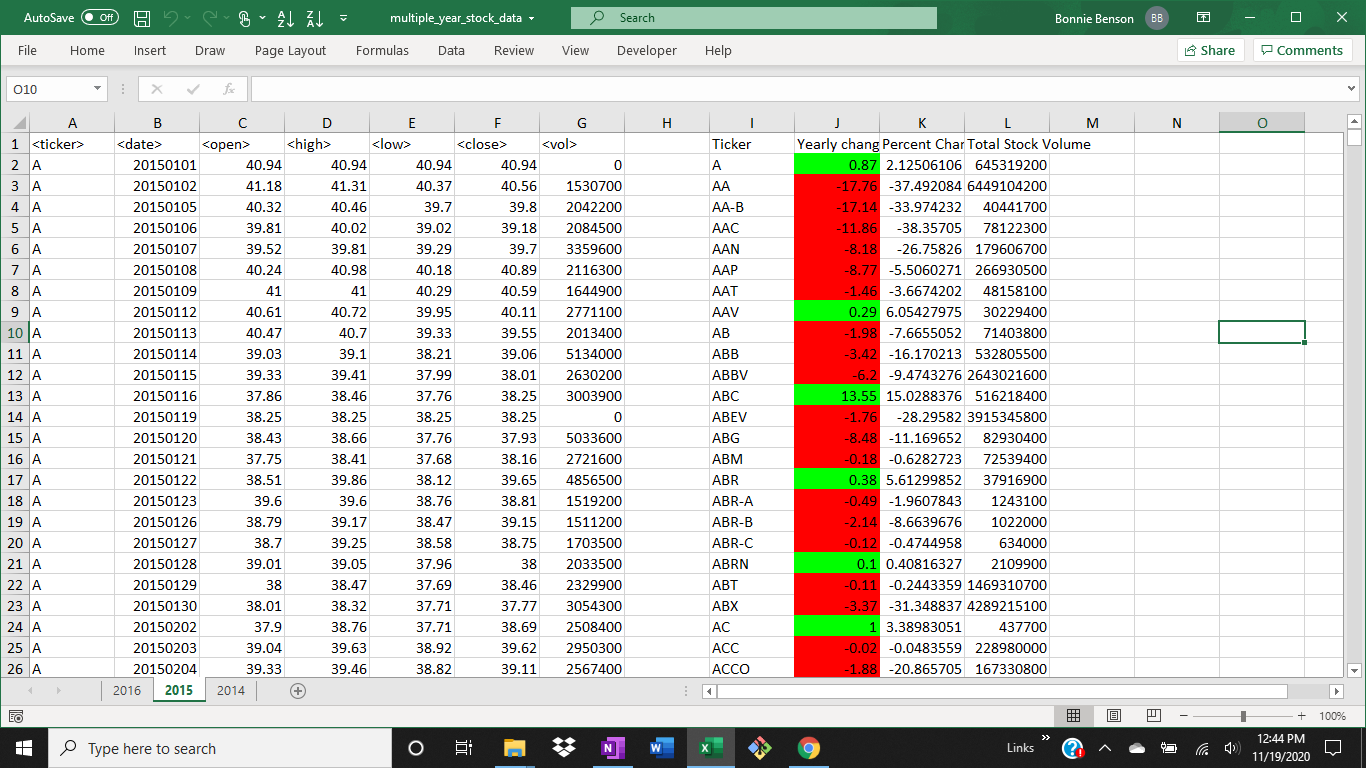 AutoSave Off multiple_year_stock_data Search Bonnie Benson BB
File Home Insert Draw Page Layout Formulas Data Review View Developer Help Share Comments
O10 fx
A B C D E F G H I J K L M N O
1 <ticker> <date> <open> <high> <low> <close> <vol> Ticker Yearly chang Percent Char Total Stock Volume
2 A 20150101 40.94 40.94 40.94 40.94 0 A 0.87 2.12506106 645319200
3 A 20150102 41.18 41.31 40.37 40.56 1530700 AA -17.76 -37.492084 6449104200
4 A 20150105 40.32 40.46 39.7 39.8 2042200 AA-B -17.14 -33.974232 40441700
5 A 20150106 39.81 40.02 39.02 39.18 2084500 AAC -11.86 -38.35705 78122300
6 A 20150107 39.52 39.81 39.29 39.7 3359600 AAN -8.18 -26.75826 179606700
7 A 20150108 40.24 40.98 40.18 40.89 2116300 AAP -8.77 -5.5060271 266930500
8 A 20150109 41 41 40.29 40.59 1644900 AAT -1.46 -3.6674202 48158100
9 A 20150112 40.61 40.72 39.95 40.11 2771100 AAV 0.29 6.05427975 30229400
10 A 20150113 40.47 40.7 39.33 39.55 2013400 AB -1.98 -7.6655052 71403800
11 A 20150114 39.03 39.1 38.21 39.06 5134000 ABB -3.42 -16.170213 532805500
12 A 20150115 39.33 39.41 37.99 38.01 2630200 ABBV -6.2 -9.4743276 2643021600
13 A 20150116 37.86 38.46 37.76 38.25 3003900 ABC 13.55 15.0288376 516218400
14 A 20150119 38.25 38.25 38.25 38.25 0 ABEV -1.76 -28.29582 3915345800
15 A 20150120 38.43 38.66 37.76 37.93 5033600 ABG -8.48 -11.169652 82930400
16 A 20150121 37.75 38.41 37.68 38.16 2721600 ABM -0.18 -0.6282723 72539400
17 A 20150122 38.51 39.86 38.12 39.65 4856500 ABR 0.38 5.61299852 37916900
18 A 20150123 39.6 39.6 38.76 38.81 1519200 ABR-A -0.49 -1.9607843 1243100
19 A 20150126 38.79 39.17 38.47 39.15 1511200 ABR-B -2.14 -8.6639676 1022000
20 A 20150127 38.7 39.25 38.58 38.75 1703500 ABR-C -0.12 -0.4744958 634000
21 A 20150128 39.01 39.05 37.96 38 2033500 ABRN 0.1 0.40816327 2109900
22 A 20150129 38 38.47 37.69 38.46 2329900 ABT -0.11 -0.2443359 1469310700
23 A 20150130 38.01 38.32 37.71 37.77 3054300 ABX -3.37 -31.348837 4289215100
24 A 20150202 37.9 38.76 37.71 38.69 2508400 AC 1 3.38983051 437700
25 A 20150203 39.04 39.63 38.92 39.62 2950300 ACC -0.02 -0.0483559 228980000
26 A 20150204 39.33 39.46 38.82 39.11 2567400 ACCO -1.88 -20.865705 167330800
2016 2015 2014
100%
Type here to search Links 12:44 PM
11/19/2020